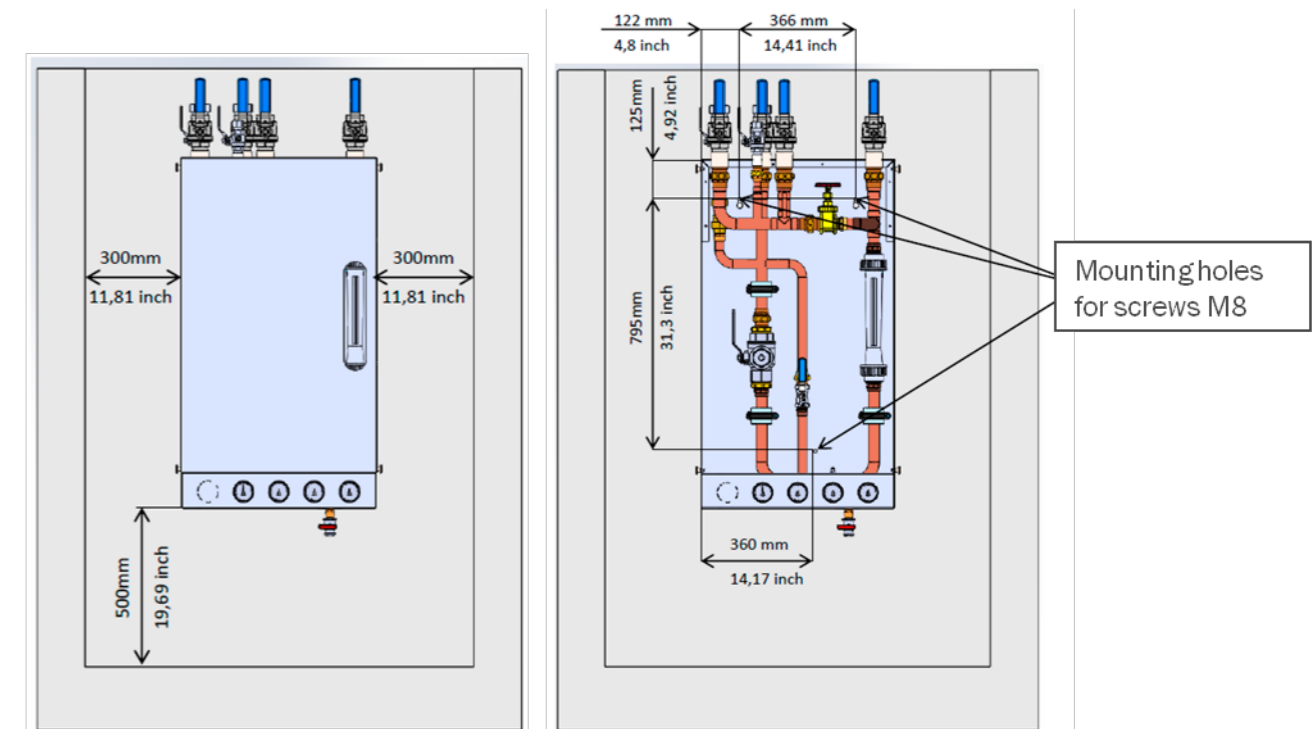 122 mm
4,8 inch
366 mm
14,41 inch
125mm
4,92 inch
300mm
11,81 inch
300mm
11,81 inch
795mm
31,3 inch
Mounting holes
for screws M8
500mm
19,69 inch
360 mm
14,17 inch